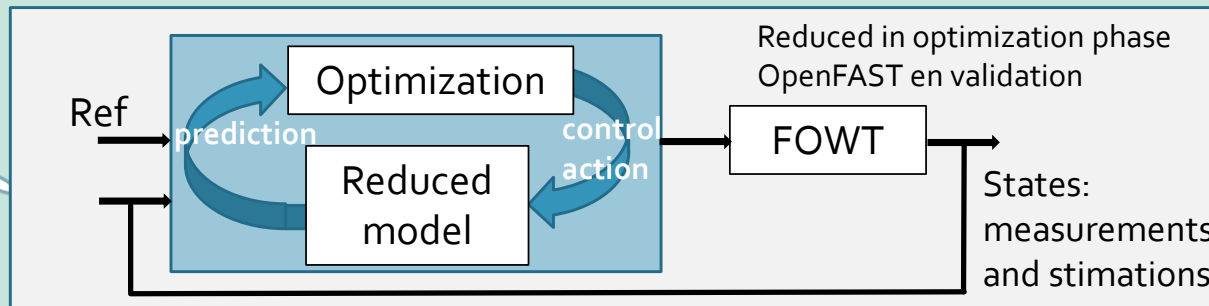 Reduced in optimization phase
OpenFAST en validation
Optimization
Ref
prediction
control
action
FOWT
Reduced
model
States:
measurements
and stimations